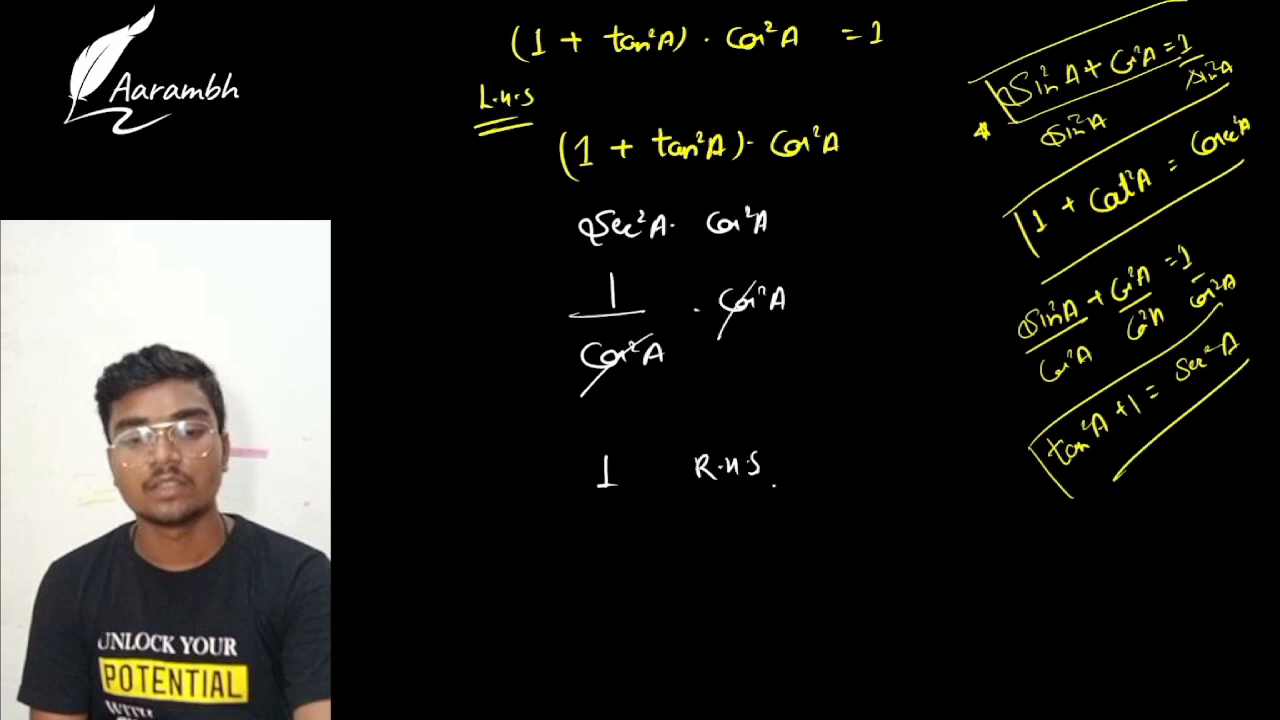 Aarambh
(1 + tan²A) · Cos²A = 1
L.H.S
(1 + tan²A) · Cos²A
Sec²A · Cos²A
1
Cos²A · Cos²A
1 R.H.S.
Sin²A + Cos²A = 1
Sin²A Sin²A
1 + Cot²A = Cosec²A
Sin²A + Cos²A = 1
Cos²A Cos²A Cos²A
tan²A + 1 = Sec²A
UNLOCK YOUR
POTENTIAL
WITH